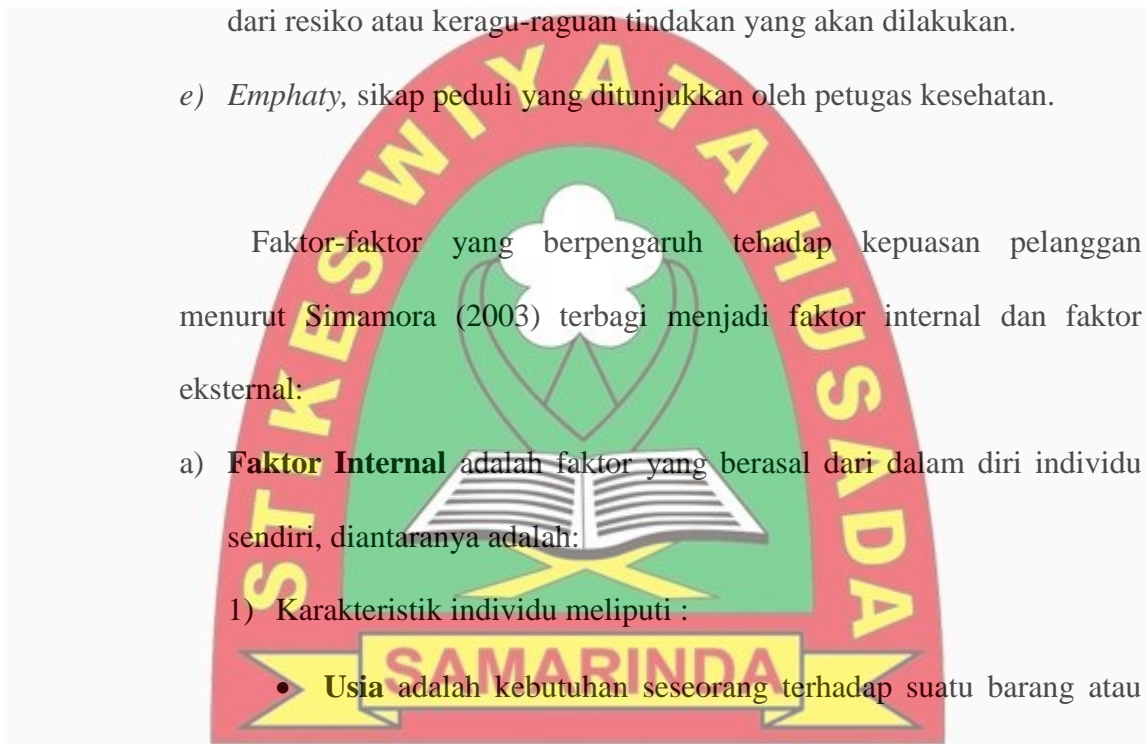 dari resiko atau keragu-raguan tindakan yang akan dilakukan.
e) Emphaty, sikap peduli yang ditunjukkan oleh petugas kesehatan.
Faktor-faktor yang berpengaruh tehadap kepuasan pelanggan
menurut Simamora (2003) terbagi menjadi faktor internal dan faktor
eksternal:
a) Faktor Internal adalah faktor yang berasal dari dalam diri individu
sendiri, diantaranya adalah:
1) Karakteristik individu meliputi :
• Usia adalah kebutuhan seseorang terhadap suatu barang atau
STIKES WIYATA HUSADA
SAMARINDA